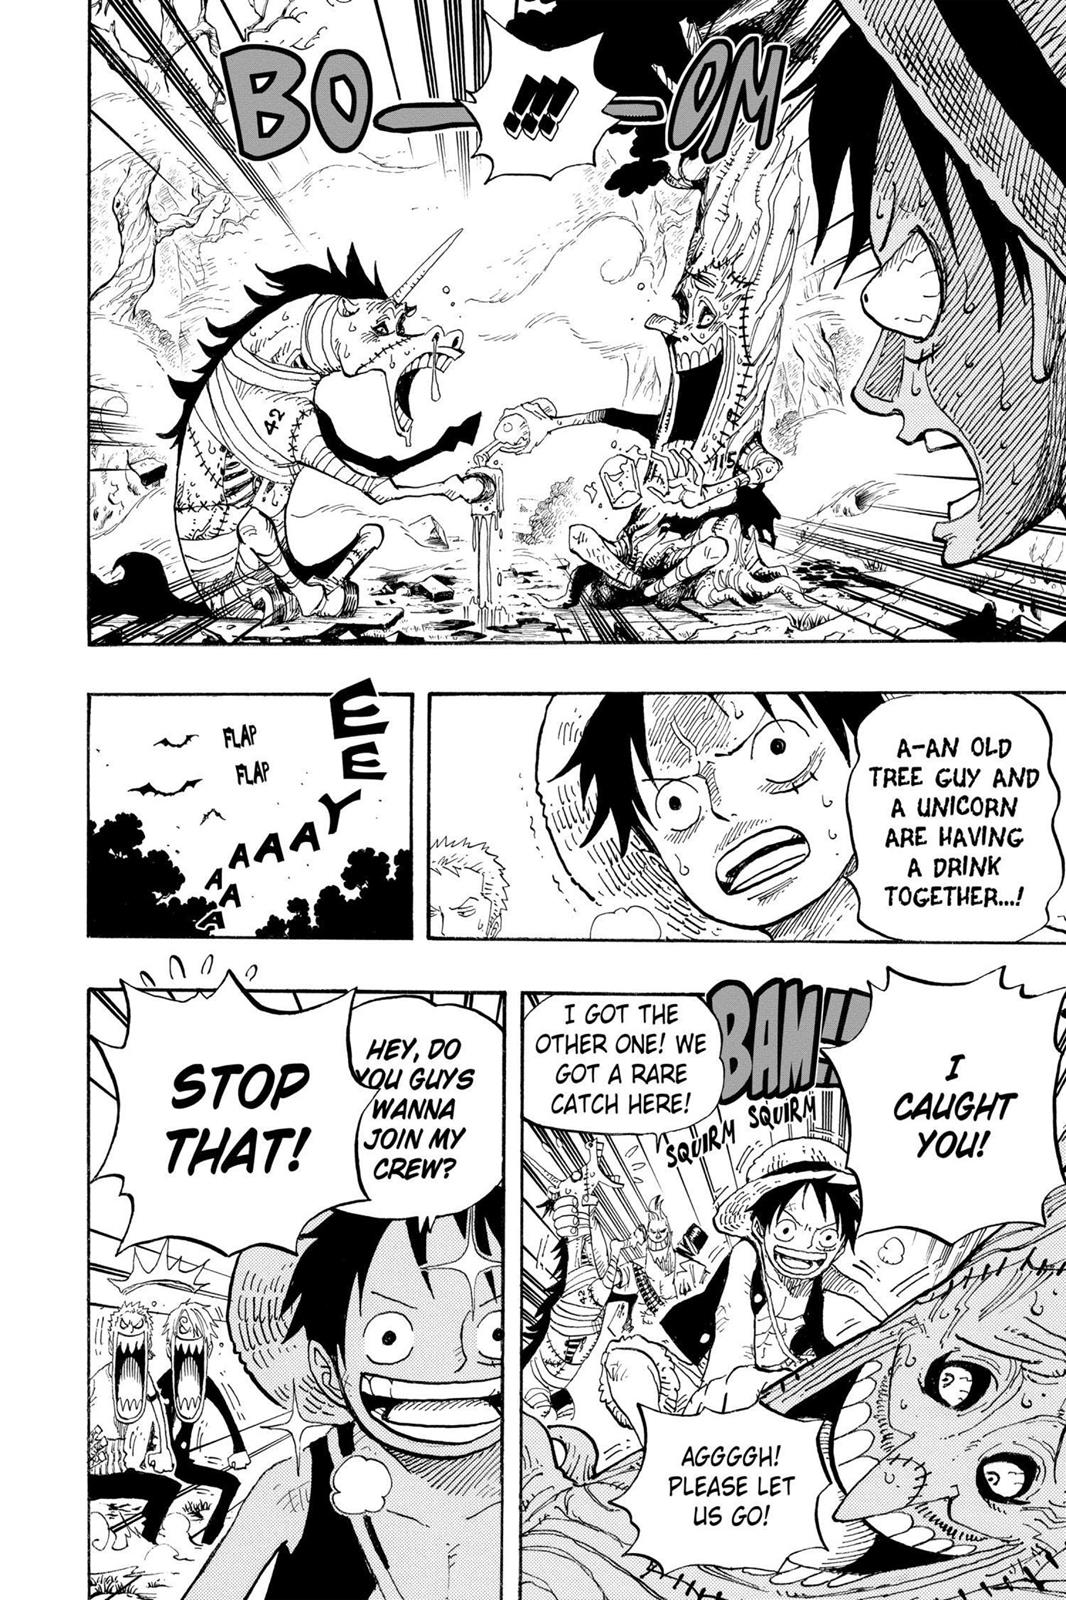 BO— !!! —OM
42
115
A-AN OLD
TREE GUY AND
A UNICORN
ARE HAVING
A DRINK
TOGETHER...!
EEYAAAAAAA
FLAP
FLAP
I CAUGHT
YOU!
BAM!!
I GOT THE
OTHER ONE! WE
GOT A RARE
CATCH HERE!
SQUIRM
SQUIRM
AGGGGH!
PLEASE LET
US GO!
HEY, DO
YOU GUYS
WANNA
JOIN MY
CREW?
STOP
THAT!